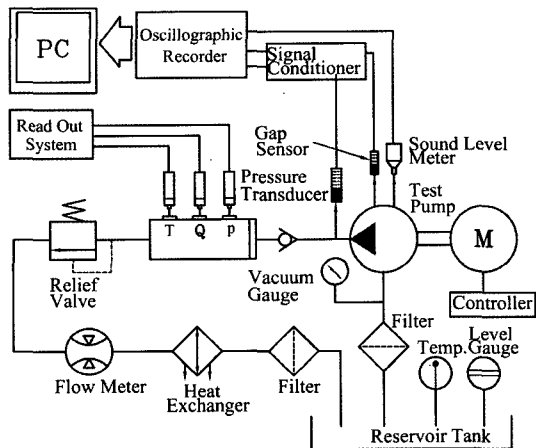 PC
Oscillographic
Recorder
Signal
Conditioner
Read Out
System
Gap
Sensor
Sound Level
Meter
Pressure
Transducer
Test
Pump
T Q p
M
Relief
Valve
Vacuum
Gauge
Controller
Filter
Temp.
Level
Gauge
Flow Meter
Heat
Exchanger
Filter
Reservoir Tank